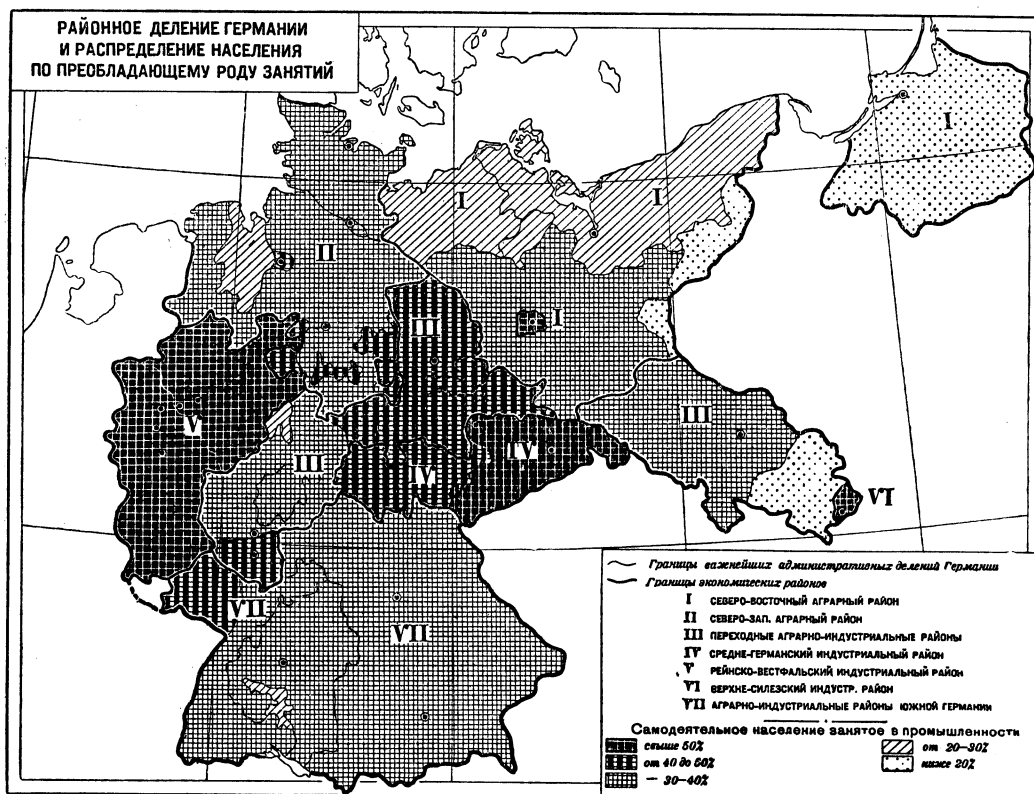 РАЙОННОЕ ДЕЛЕНИЕ ГЕРМАНИИ
И РАСПРЕДЕЛЕНИЕ НАСЕЛЕНИЯ
ПО ПРЕОБЛАДАЮЩЕМУ РОДУ ЗАНЯТИЙ
I
I
I
II
III
I
V
III
III
IV
IV
VI
VII
VII
Границы важнейших административных делений Германии
Границы экономических районов
I СЕВЕРО-ВОСТОЧНЫЙ АГРАРНЫЙ РАЙОН
II СЕВЕРО-ЗАП. АГРАРНЫЙ РАЙОН
III ПЕРЕХОДНЫЕ АГРАРНО-ИНДУСТРИАЛЬНЫЕ РАЙОНЫ
IV СРЕДНЕ-ГЕРМАНСКИЙ ИНДУСТРИАЛЬНЫЙ РАЙОН
V РЕЙНСКО-ВЕСТФАЛЬСКИЙ ИНДУСТРИАЛЬНЫЙ РАЙОН
VI ВЕРХНЕ-СИЛЕЗСКИЙ ИНДУСТР. РАЙОН
VII АГРАРНО-ИНДУСТРИАЛЬНЫЕ РАЙОНЫ ЮЖНОЙ ГЕРМАНИИ
Самодеятельное население занятое в промышленности
свыше 50% от 20–30%
от 40 до 50% ниже 20%
— 30–40%